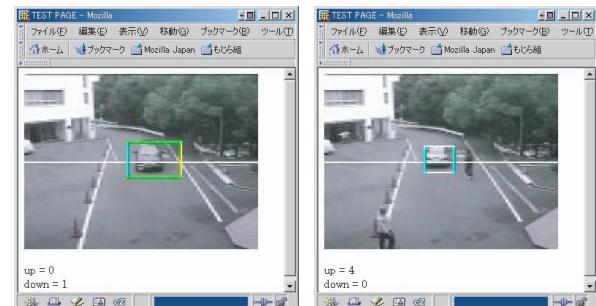 TEST PAGE - Mozilla
ファイル(F) 編集(E) 表示(V) 移動(G) ブックマーク(B) ツール(T)
ホーム ブックマーク Mozilla Japan もじら組
up = 0
down = 1
TEST PAGE - Mozilla
ファイル(F) 編集(E) 表示(V) 移動(G) ブックマーク(B) ツール(T)
ホーム ブックマーク Mozilla Japan もじら組
up = 4
down = 0